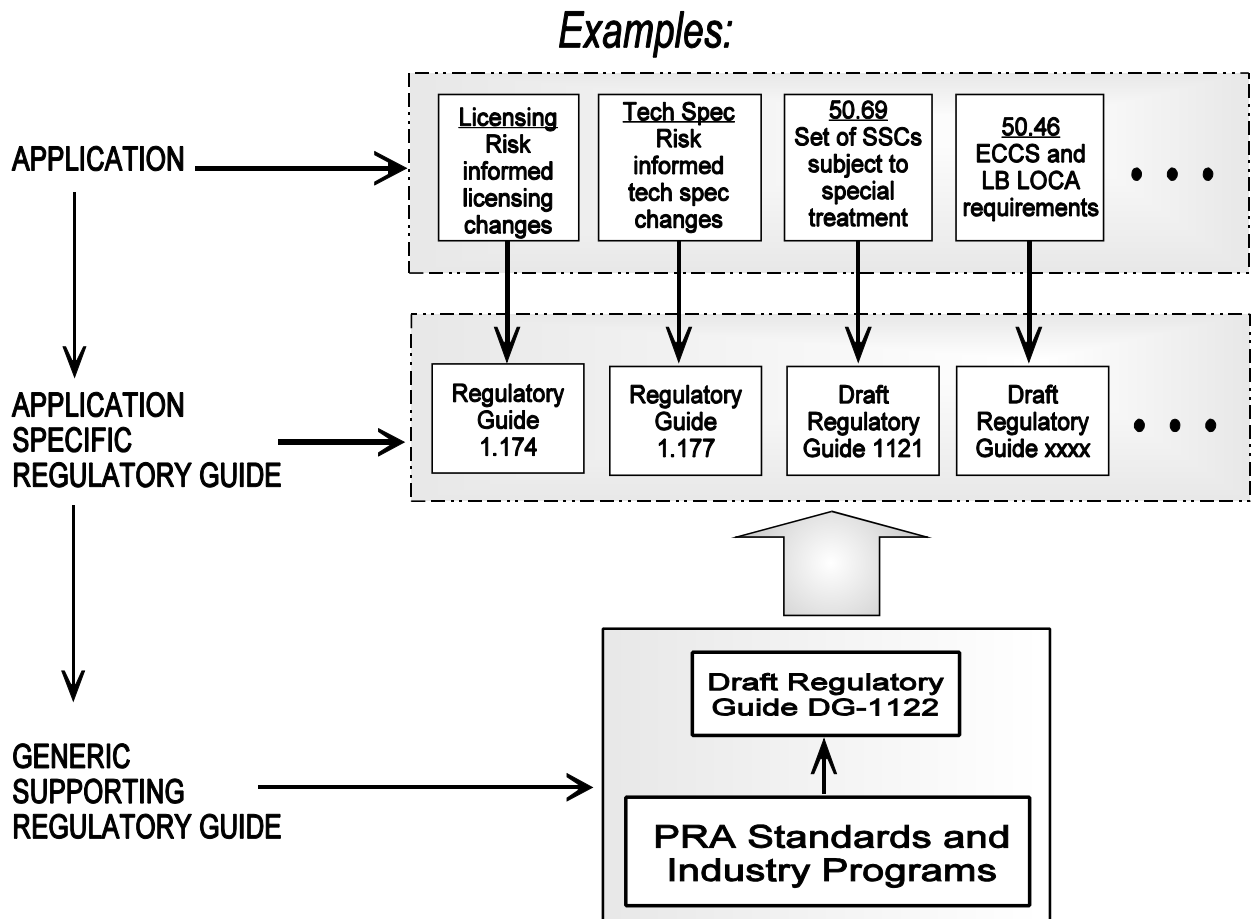 Examples:
APPLICATION
Licensing
Risk
informed
licensing
changes
Tech Spec
Risk
informed
tech spec
changes
50.69
Set of SSCs
subject to
special
treatment
50.46
ECCS and
LB LOCA
requirements
• • •
APPLICATION
SPECIFIC
REGULATORY GUIDE
Regulatory
Guide
1.174
Regulatory
Guide
1.177
Draft
Regulatory
Guide 1121
Draft
Regulatory
Guide xxxx
• • •
GENERIC
SUPPORTING
REGULATORY GUIDE
Draft Regulatory
Guide DG-1122
PRA Standards and
Industry Programs